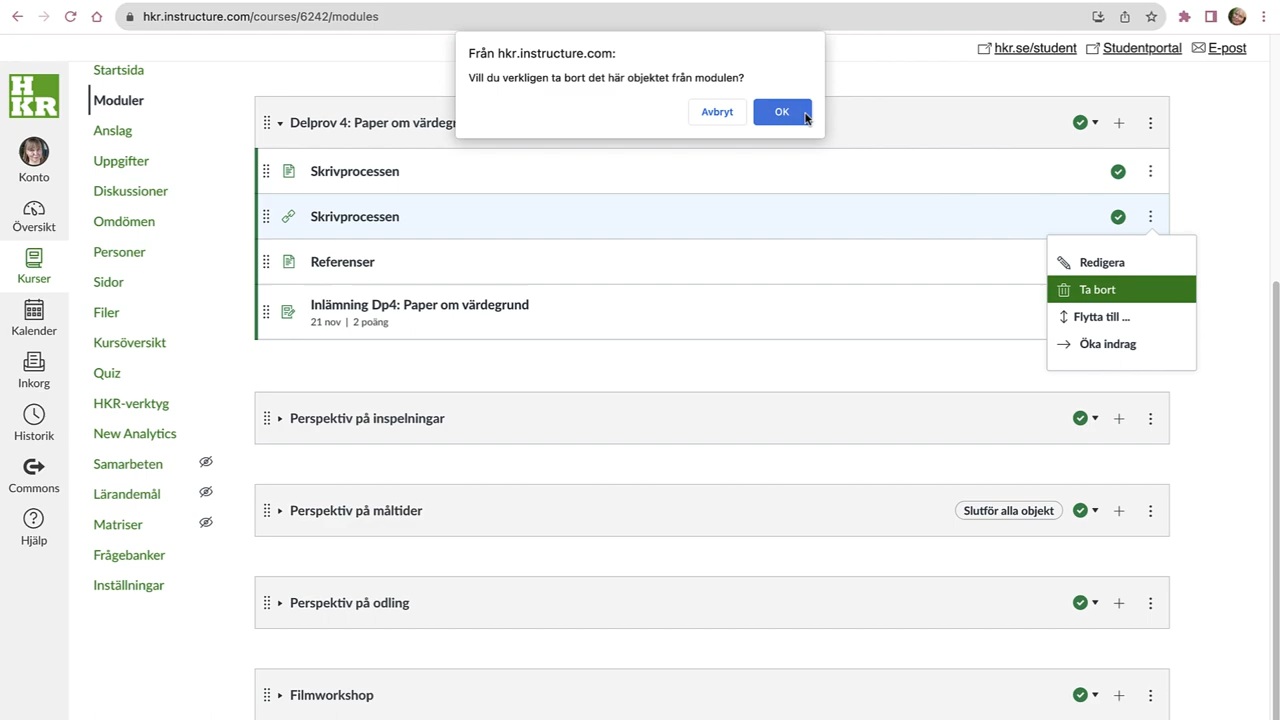 hkr.instructure.com/courses/6242/modules
Från hkr.instructure.com:
Vill du verkligen ta bort det här objektet från modulen?
Avbryt
OK
hkr.se/student
Studentportal
E-post
HKR
Konto
Översikt
Kurser
Kalender
Inkorg
Historik
Commons
Hjälp
Startsida
Moduler
Anslag
Uppgifter
Diskussioner
Omdömen
Personer
Sidor
Filer
Kursöversikt
Quiz
HKR-verktyg
New Analytics
Samarbeten
Lärandemål
Matriser
Frågebanker
Inställningar
Delprov 4: Paper om värdegr
Skrivprocessen
Skrivprocessen
Referenser
Inlämning Dp4: Paper om värdegrund
21 nov | 2 poäng
Redigera
Ta bort
Flytta till ...
Öka indrag
Perspektiv på inspelningar
Perspektiv på måltider
Slutför alla objekt
Perspektiv på odling
Filmworkshop